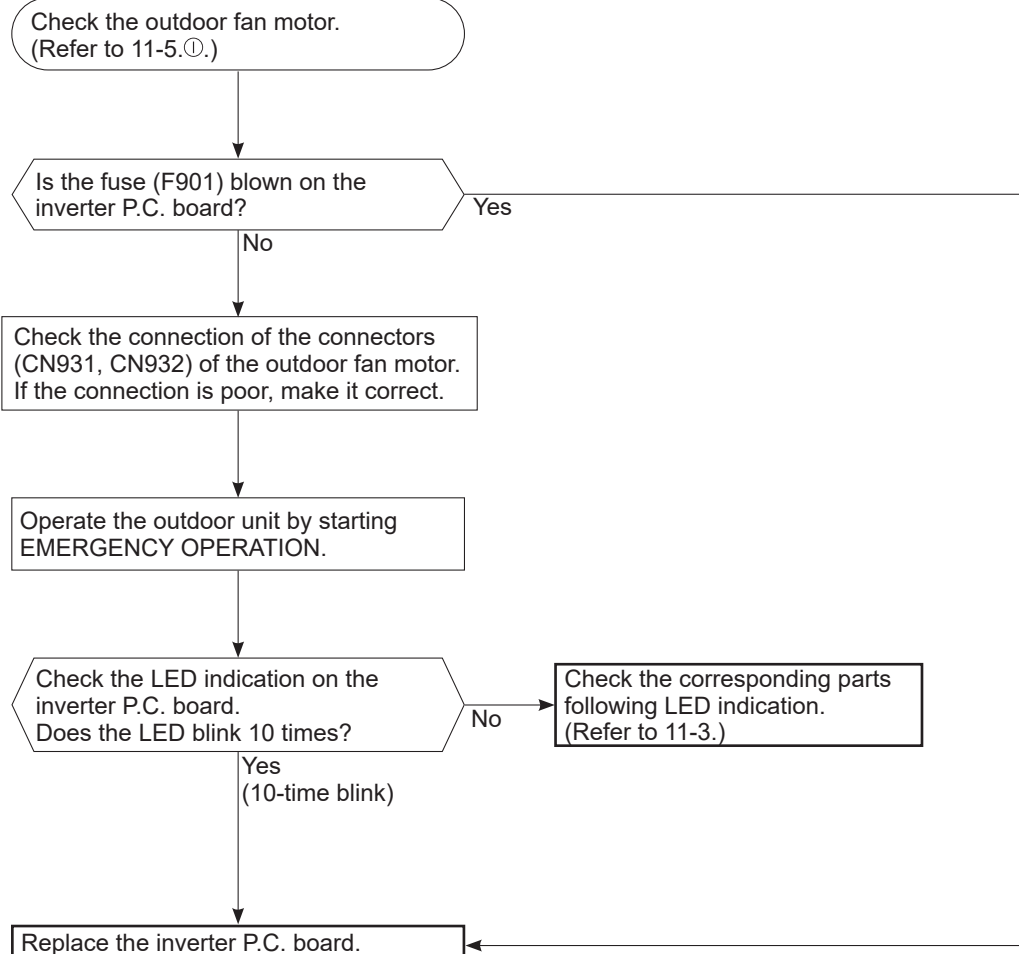 Check the outdoor fan motor.
(Refer to 11-5.Ⓘ.)
Is the fuse (F901) blown on the
inverter P.C. board?
Yes
No
Check the connection of the connectors
(CN931, CN932) of the outdoor fan motor.
If the connection is poor, make it correct.
Operate the outdoor unit by starting
EMERGENCY OPERATION.
Check the LED indication on the
inverter P.C. board.
Does the LED blink 10 times?
No
Check the corresponding parts
following LED indication.
(Refer to 11-3.)
Yes
(10-time blink)
Replace the inverter P.C. board.